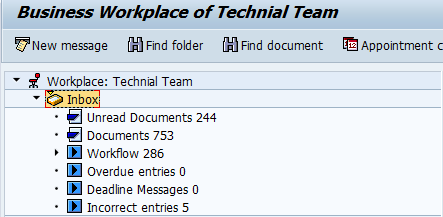 Business Workplace of Technial Team
New message Find folder Find document Appointment c
Workplace: Technial Team
Inbox
Unread Documents 244
Documents 753
Workflow 286
Overdue entries 0
Deadline Messages 0
Incorrect entries 5